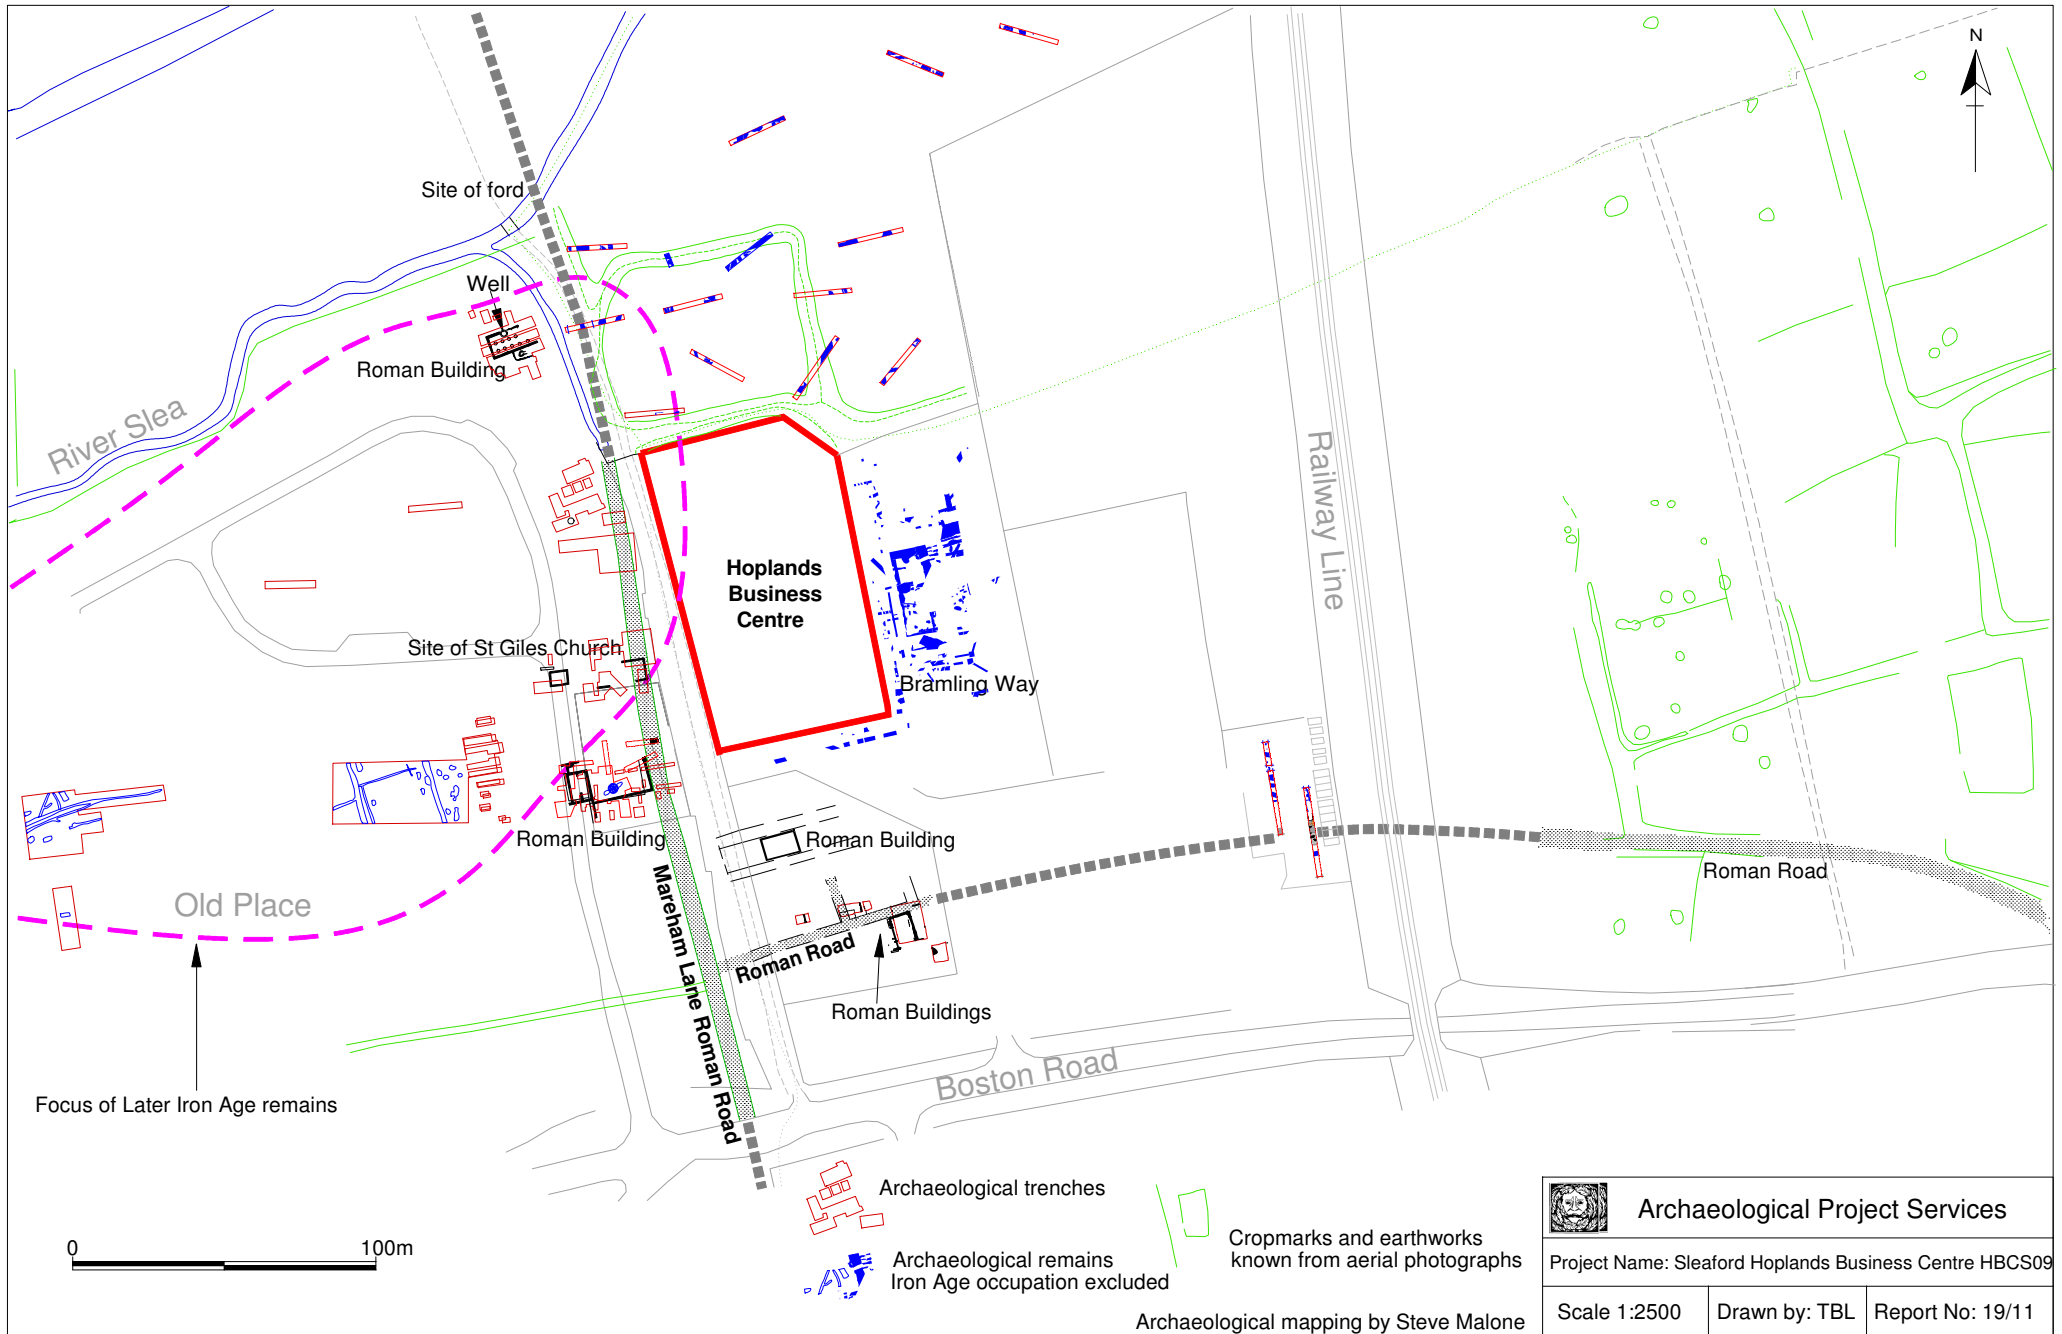 N
Site of ford
Well
Roman Building
River Slea
Railway Line
Hoplands
Business
Centre
Site of St Giles Church
Bramling Way
Roman Building
Roman Building
Roman Road
Old Place
Mareham Lane Roman Road
Roman Road
Roman Buildings
Boston Road
Focus of Later Iron Age remains
Archaeological trenches
Cropmarks and earthworks
known from aerial photographs
Archaeological remains
Iron Age occupation excluded
0 100m
Archaeological mapping by Steve Malone
Archaeological Project Services
Project Name: Sleaford Hoplands Business Centre HBCS09
Scale 1:2500 Drawn by: TBL Report No: 19/11